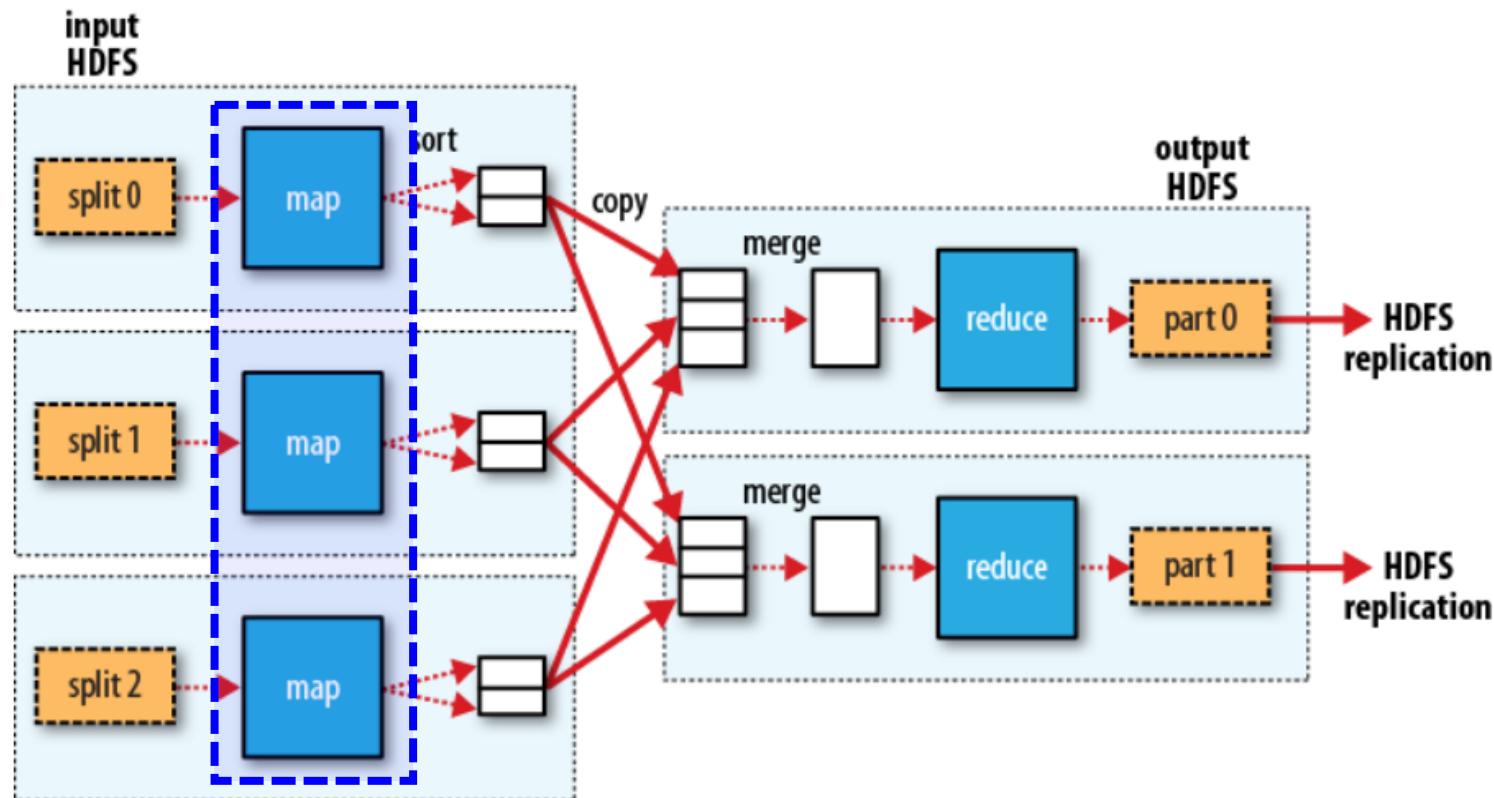 input
HDFS
sort
split 0
map
copy
output
HDFS
merge
reduce
part 0
HDFS
replication
split 1
map
merge
reduce
part 1
HDFS
replication
split 2
map